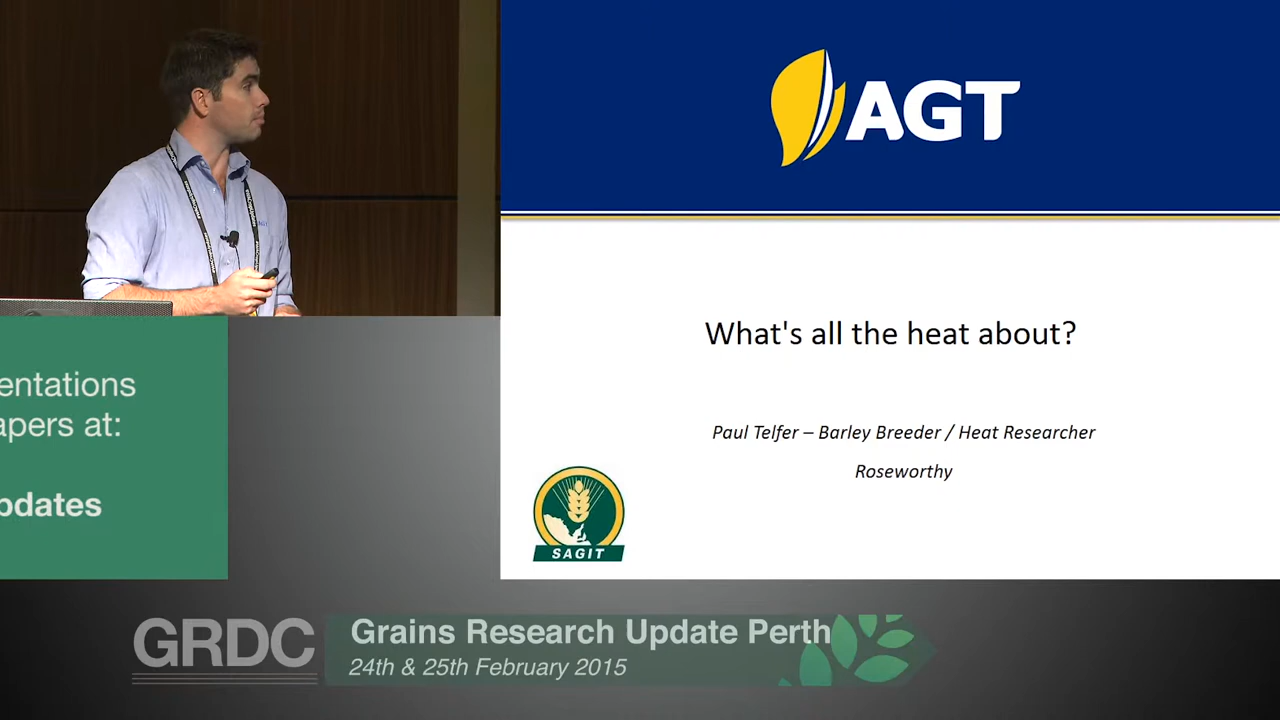 AGT
What's all the heat about?
Paul Telfer – Barley Breeder / Heat Researcher
Roseworthy
SAGIT
entations
apers at:
pdates
GRDC
Grains Research Update Perth
24th & 25th February 2015